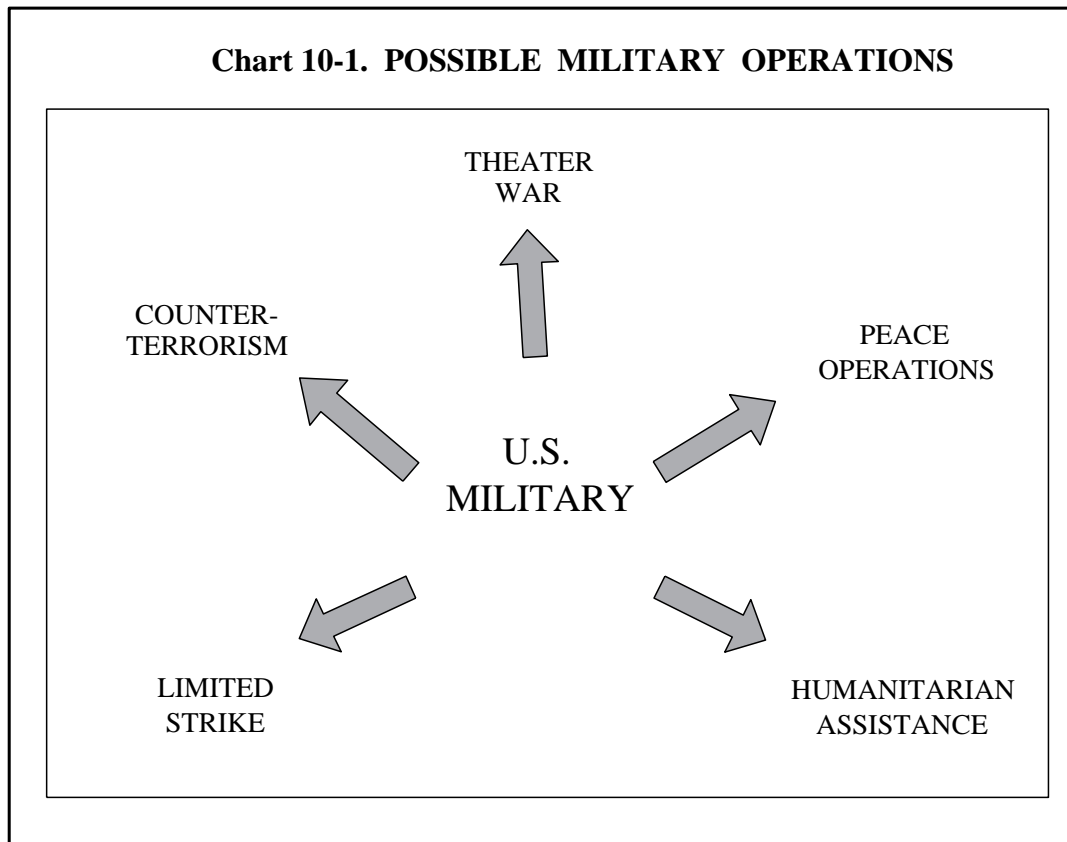 Chart 10-1. POSSIBLE MILITARY OPERATIONS
THEATER
WAR
COUNTER-
TERRORISM
PEACE
OPERATIONS
U.S.
MILITARY
LIMITED
STRIKE
HUMANITARIAN
ASSISTANCE